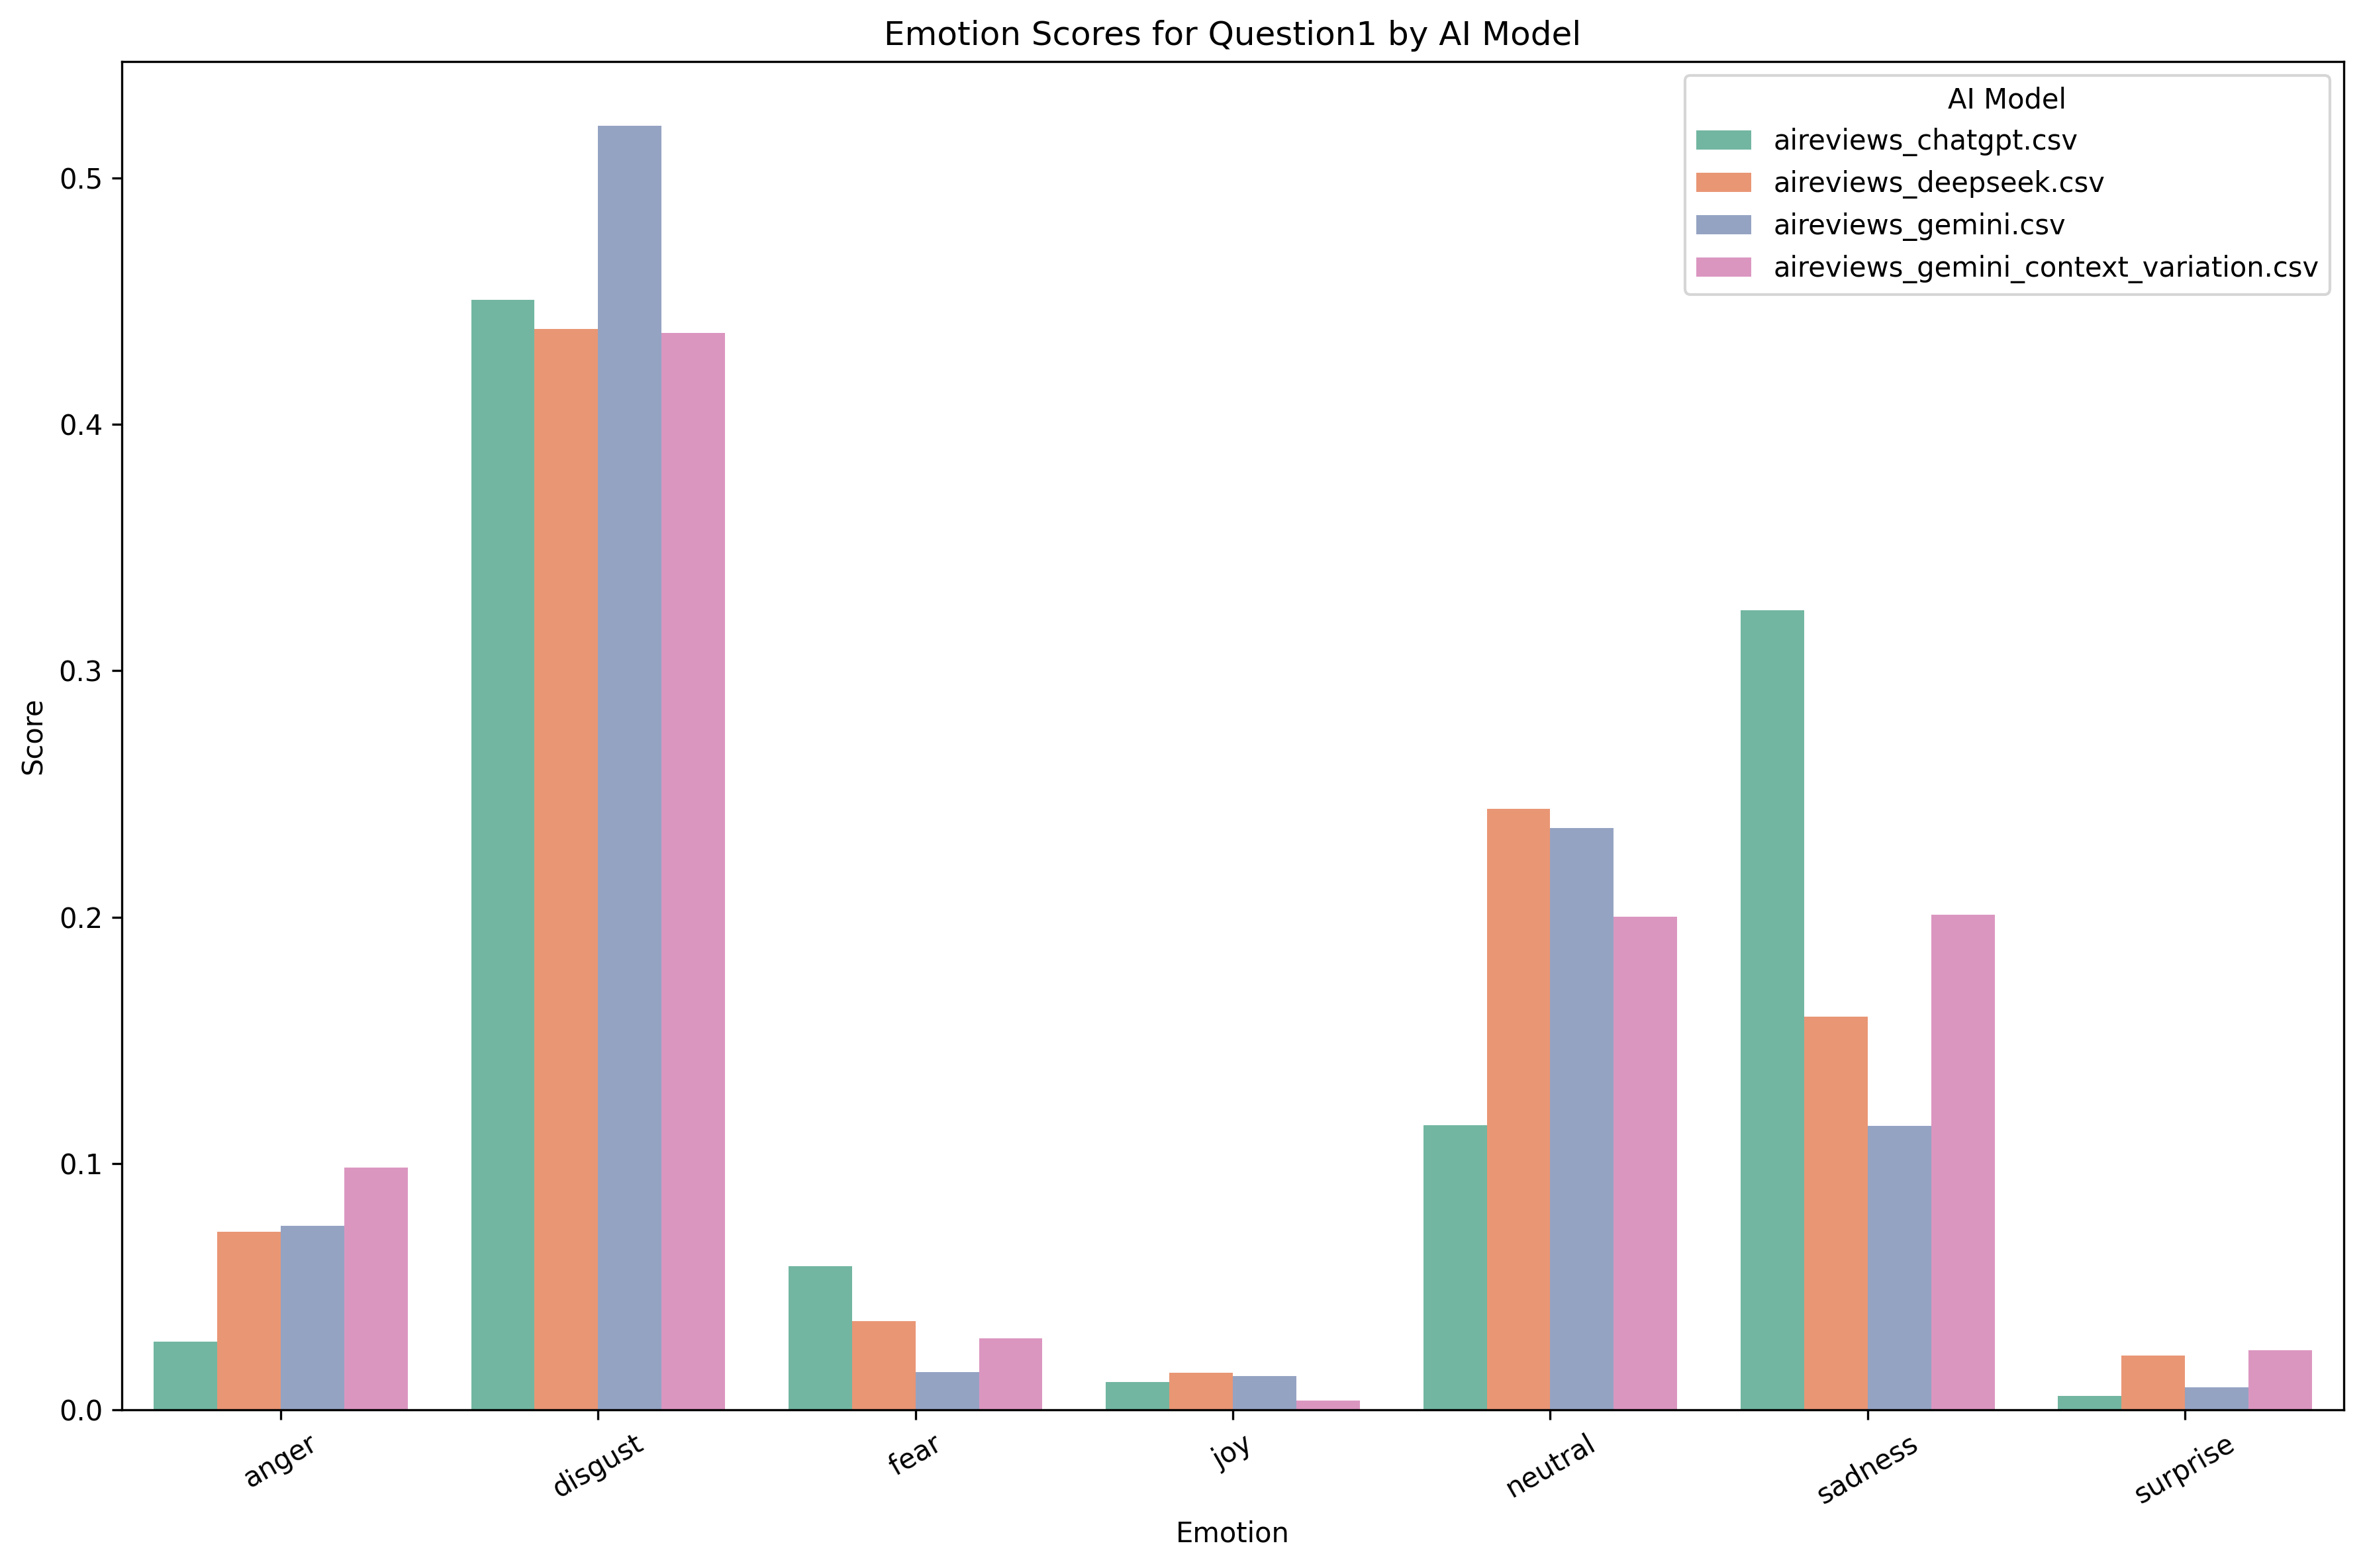 Emotion Scores for Question1 by AI Model
AI Model
aireviews_chatgpt.csv
aireviews_deepseek.csv
aireviews_gemini.csv
aireviews_gemini_context_variation.csv
Score
0.5
0.4
0.3
0.2
0.1
0.0
anger
disgust
fear
joy
neutral
sadness
surprise
Emotion